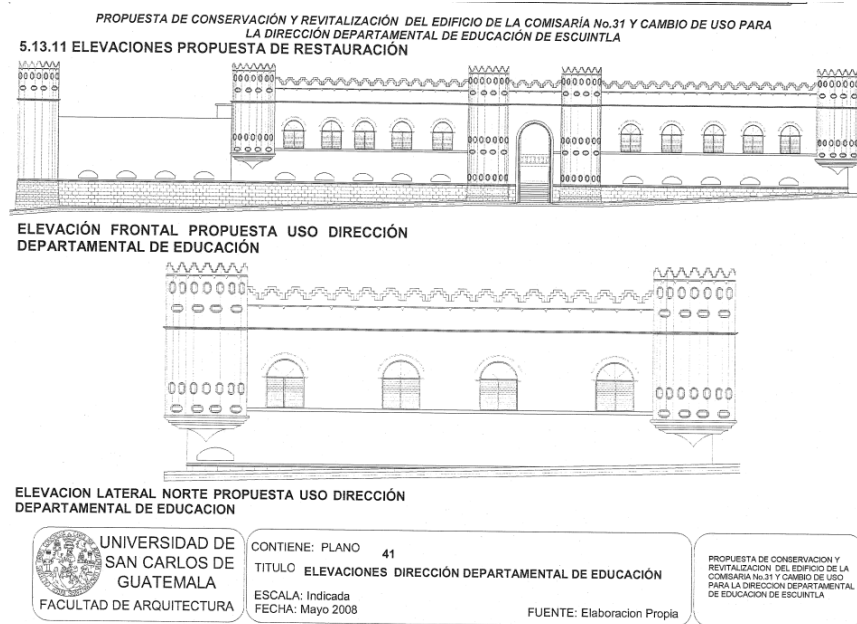 PROPUESTA DE CONSERVACIÓN Y REVITALIZACIÓN DEL EDIFICIO DE LA COMISARÍA No.31 Y CAMBIO DE USO PARA
LA DIRECCIÓN DEPARTAMENTAL DE EDUCACIÓN DE ESCUINTLA
5.13.11 ELEVACIONES PROPUESTA DE RESTAURACIÓN
ELEVACIÓN FRONTAL PROPUESTA USO DIRECCIÓN
DEPARTAMENTAL DE EDUCACIÓN
ELEVACION LATERAL NORTE PROPUESTA USO DIRECCIÓN
DEPARTAMENTAL DE EDUCACION
UNIVERSIDAD DE
SAN CARLOS DE
GUATEMALA
FACULTAD DE ARQUITECTURA
CONTIENE: PLANO 41
TITULO ELEVACIONES DIRECCIÓN DEPARTAMENTAL DE EDUCACIÓN
ESCALA: Indicada
FECHA: Mayo 2008
FUENTE: Elaboracion Propia
PROPUESTA DE CONSERVACION Y
REVITALIZACION DEL EDIFICIO DE LA
COMISARIA No.31 Y CAMBIO DE USO
PARA LA DIRECCION DEPARTAMENTAL
DE EDUCACION DE ESCUINTLA